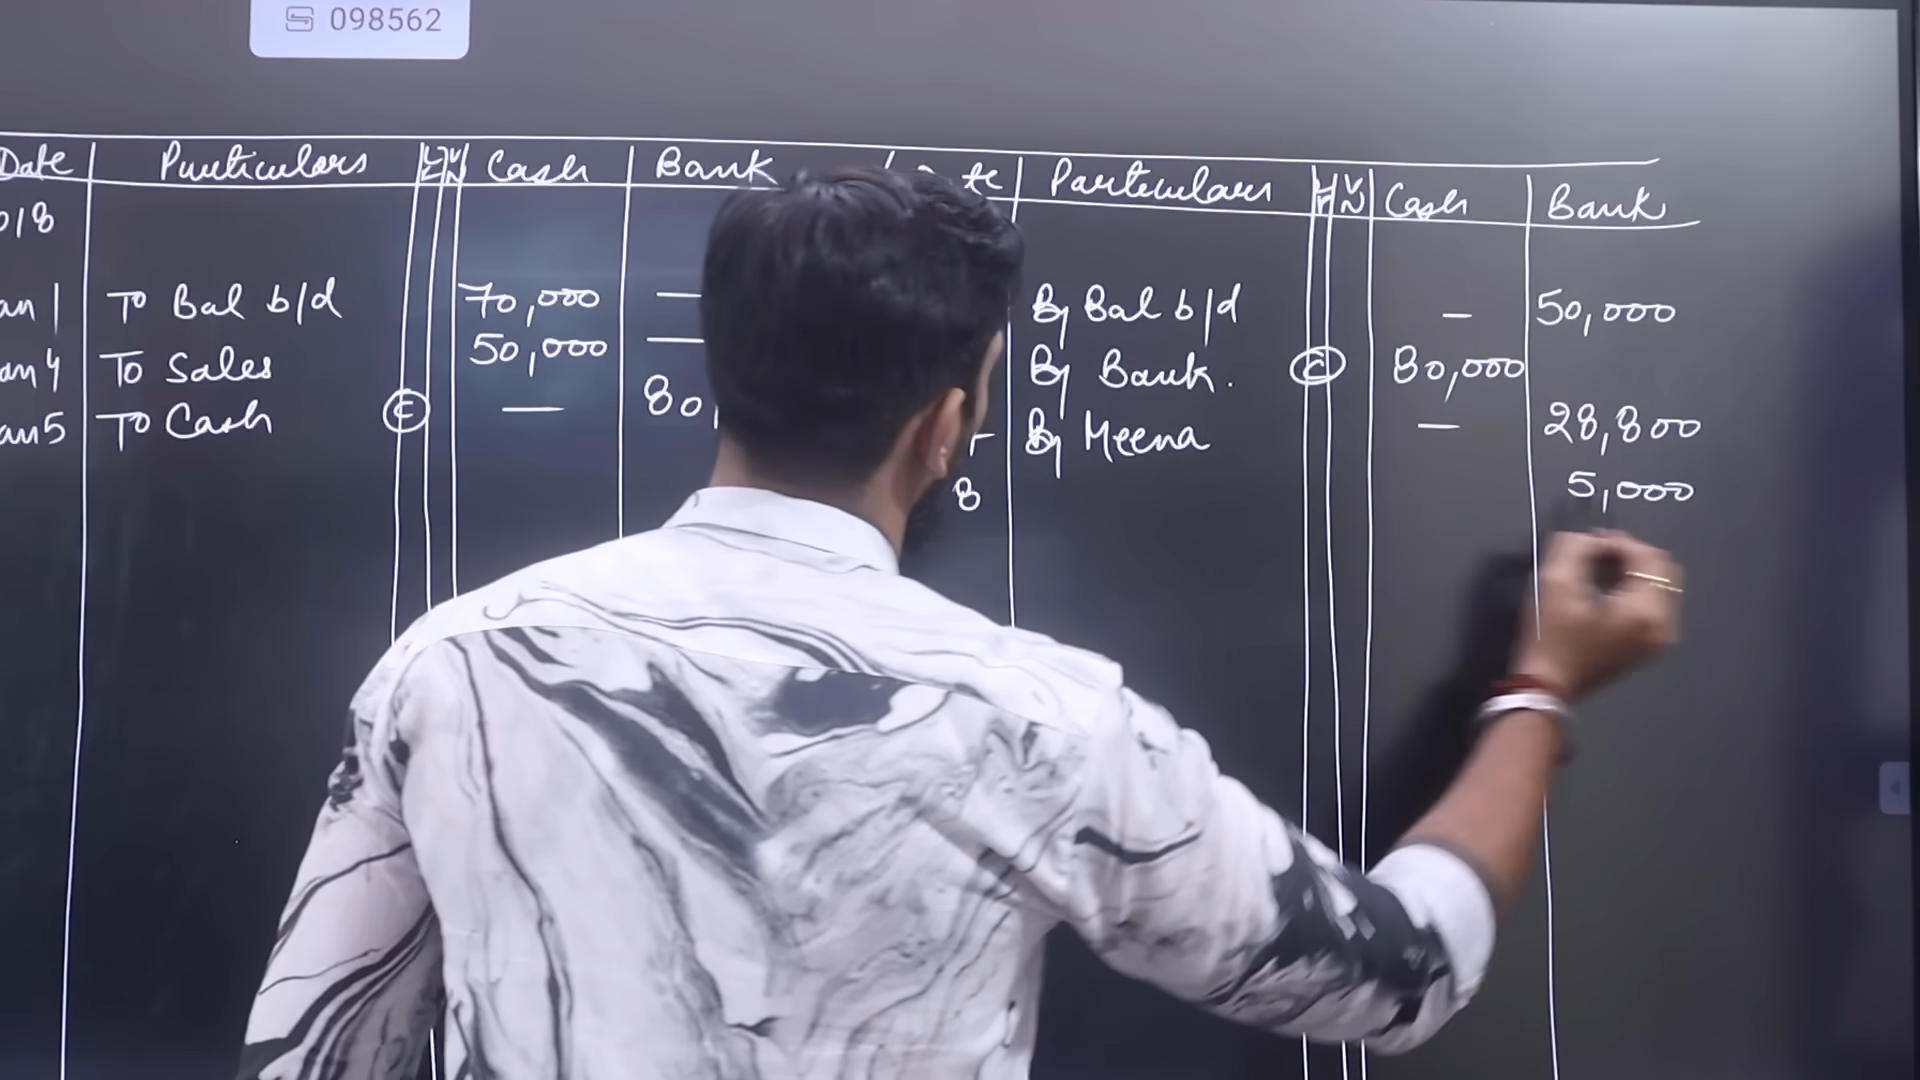 098562
Date Particulars LF VN Cash Bank Particulars LF VN Cash Bank
018
an 1 To Bal b/d 70,000 — By Bal b/d — 50,000
an 4 To Sales 50,000 — By Bank. C 80,000
an 5 To Cash C — 80, By Meena — 28,800
8 5,000